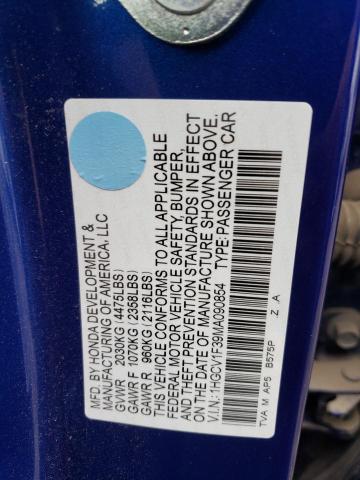 MFD. BY HONDA DEVELOPMENT &
MANUFACTURING OF AMERICA, LLC
GVWR 2030KG (4475LBS)
GAWR F 1070KG (2358LBS)
GAWR R 960KG (2116LBS)
THIS VEHICLE CONFORMS TO ALL APPLICABLE
FEDERAL MOTOR VEHICLE SAFETY, BUMPER,
AND THEFT PREVENTION STANDARDS IN EFFECT
ON THE DATE OF MANUFACTURE SHOWN ABOVE.
V.I.N.:1HGCV1F39MA090854 TYPE:PASSENGER CAR
TVA M AP5 B575P Z .A